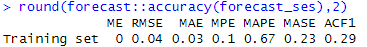 > round(forecast::accuracy(forecast_ses),2)
ME RMSE MAE MPE MAPE MASE ACF1
Training set 0 0.04 0.03 0.1 0.67 0.23 0.29